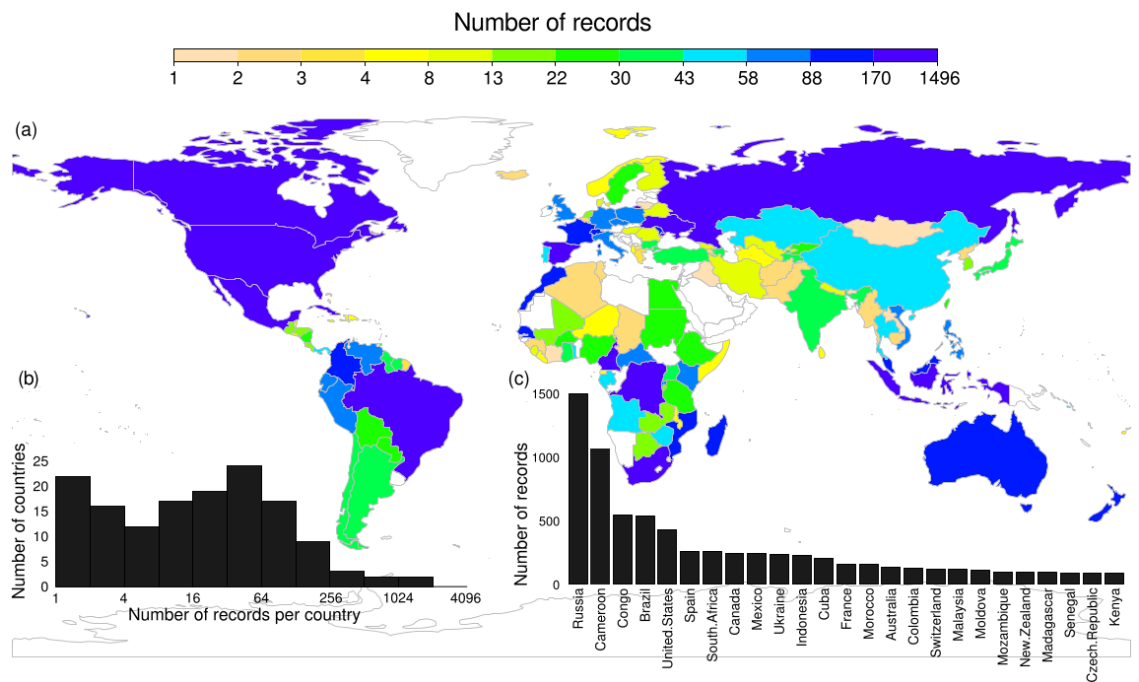 Number of records
1 2 3 4 8 13 22 30 43 58 88 170 1496
(a)
(b)
Number of countries
25
20
15
10
5
0
1 4 16 64 256 1024 4096
Number of records per country
(c)
Number of records
1500
1000
500
0
Russia
Cameroon
Congo
Brazil
United.States
Spain
South.Africa
Canada
Mexico
Ukraine
Indonesia
Cuba
France
Morocco
Australia
Colombia
Switzerland
Malaysia
Moldova
Mozambique
New.Zealand
Madagascar
Senegal
Czech.Republic
Kenya